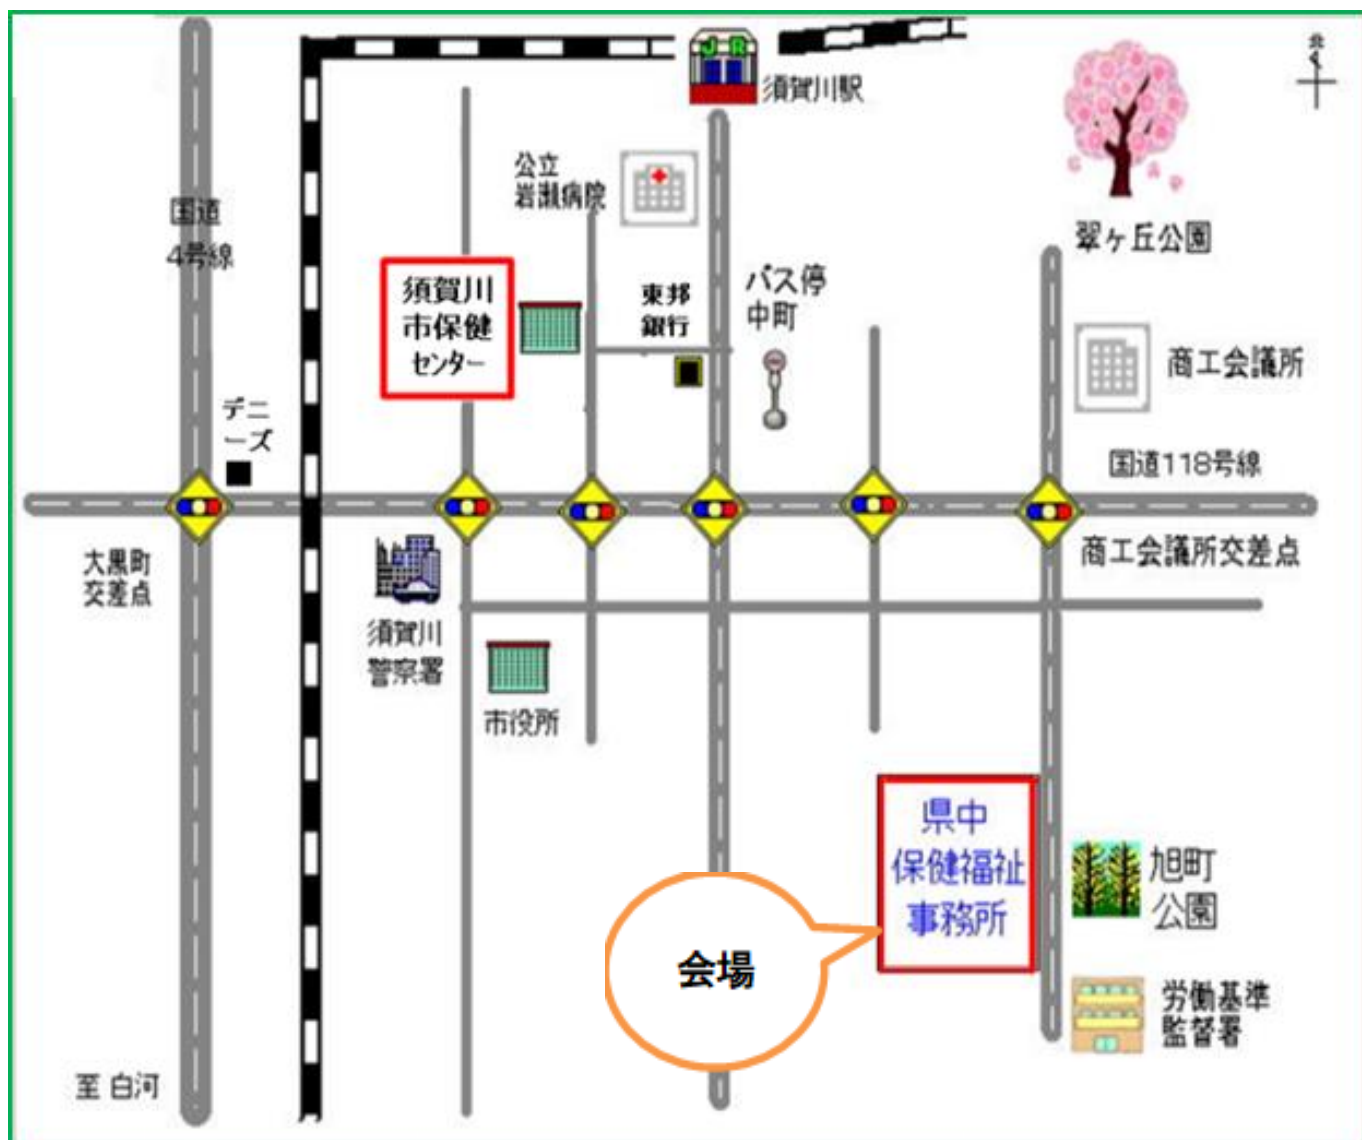 北
JR
須賀川駅
公立
岩瀬病院
国道
4号線
翠ヶ丘公園
須賀川
市保健
センター
東邦
銀行
バス停
中町
商工会議所
デニ
ーズ
国道118号線
大黒町
交差点
商工会議所交差点
須賀川
警察署
市役所
県中
保健福祉
事務所
旭町
公園
会場
労働基準
監督署
至 白河